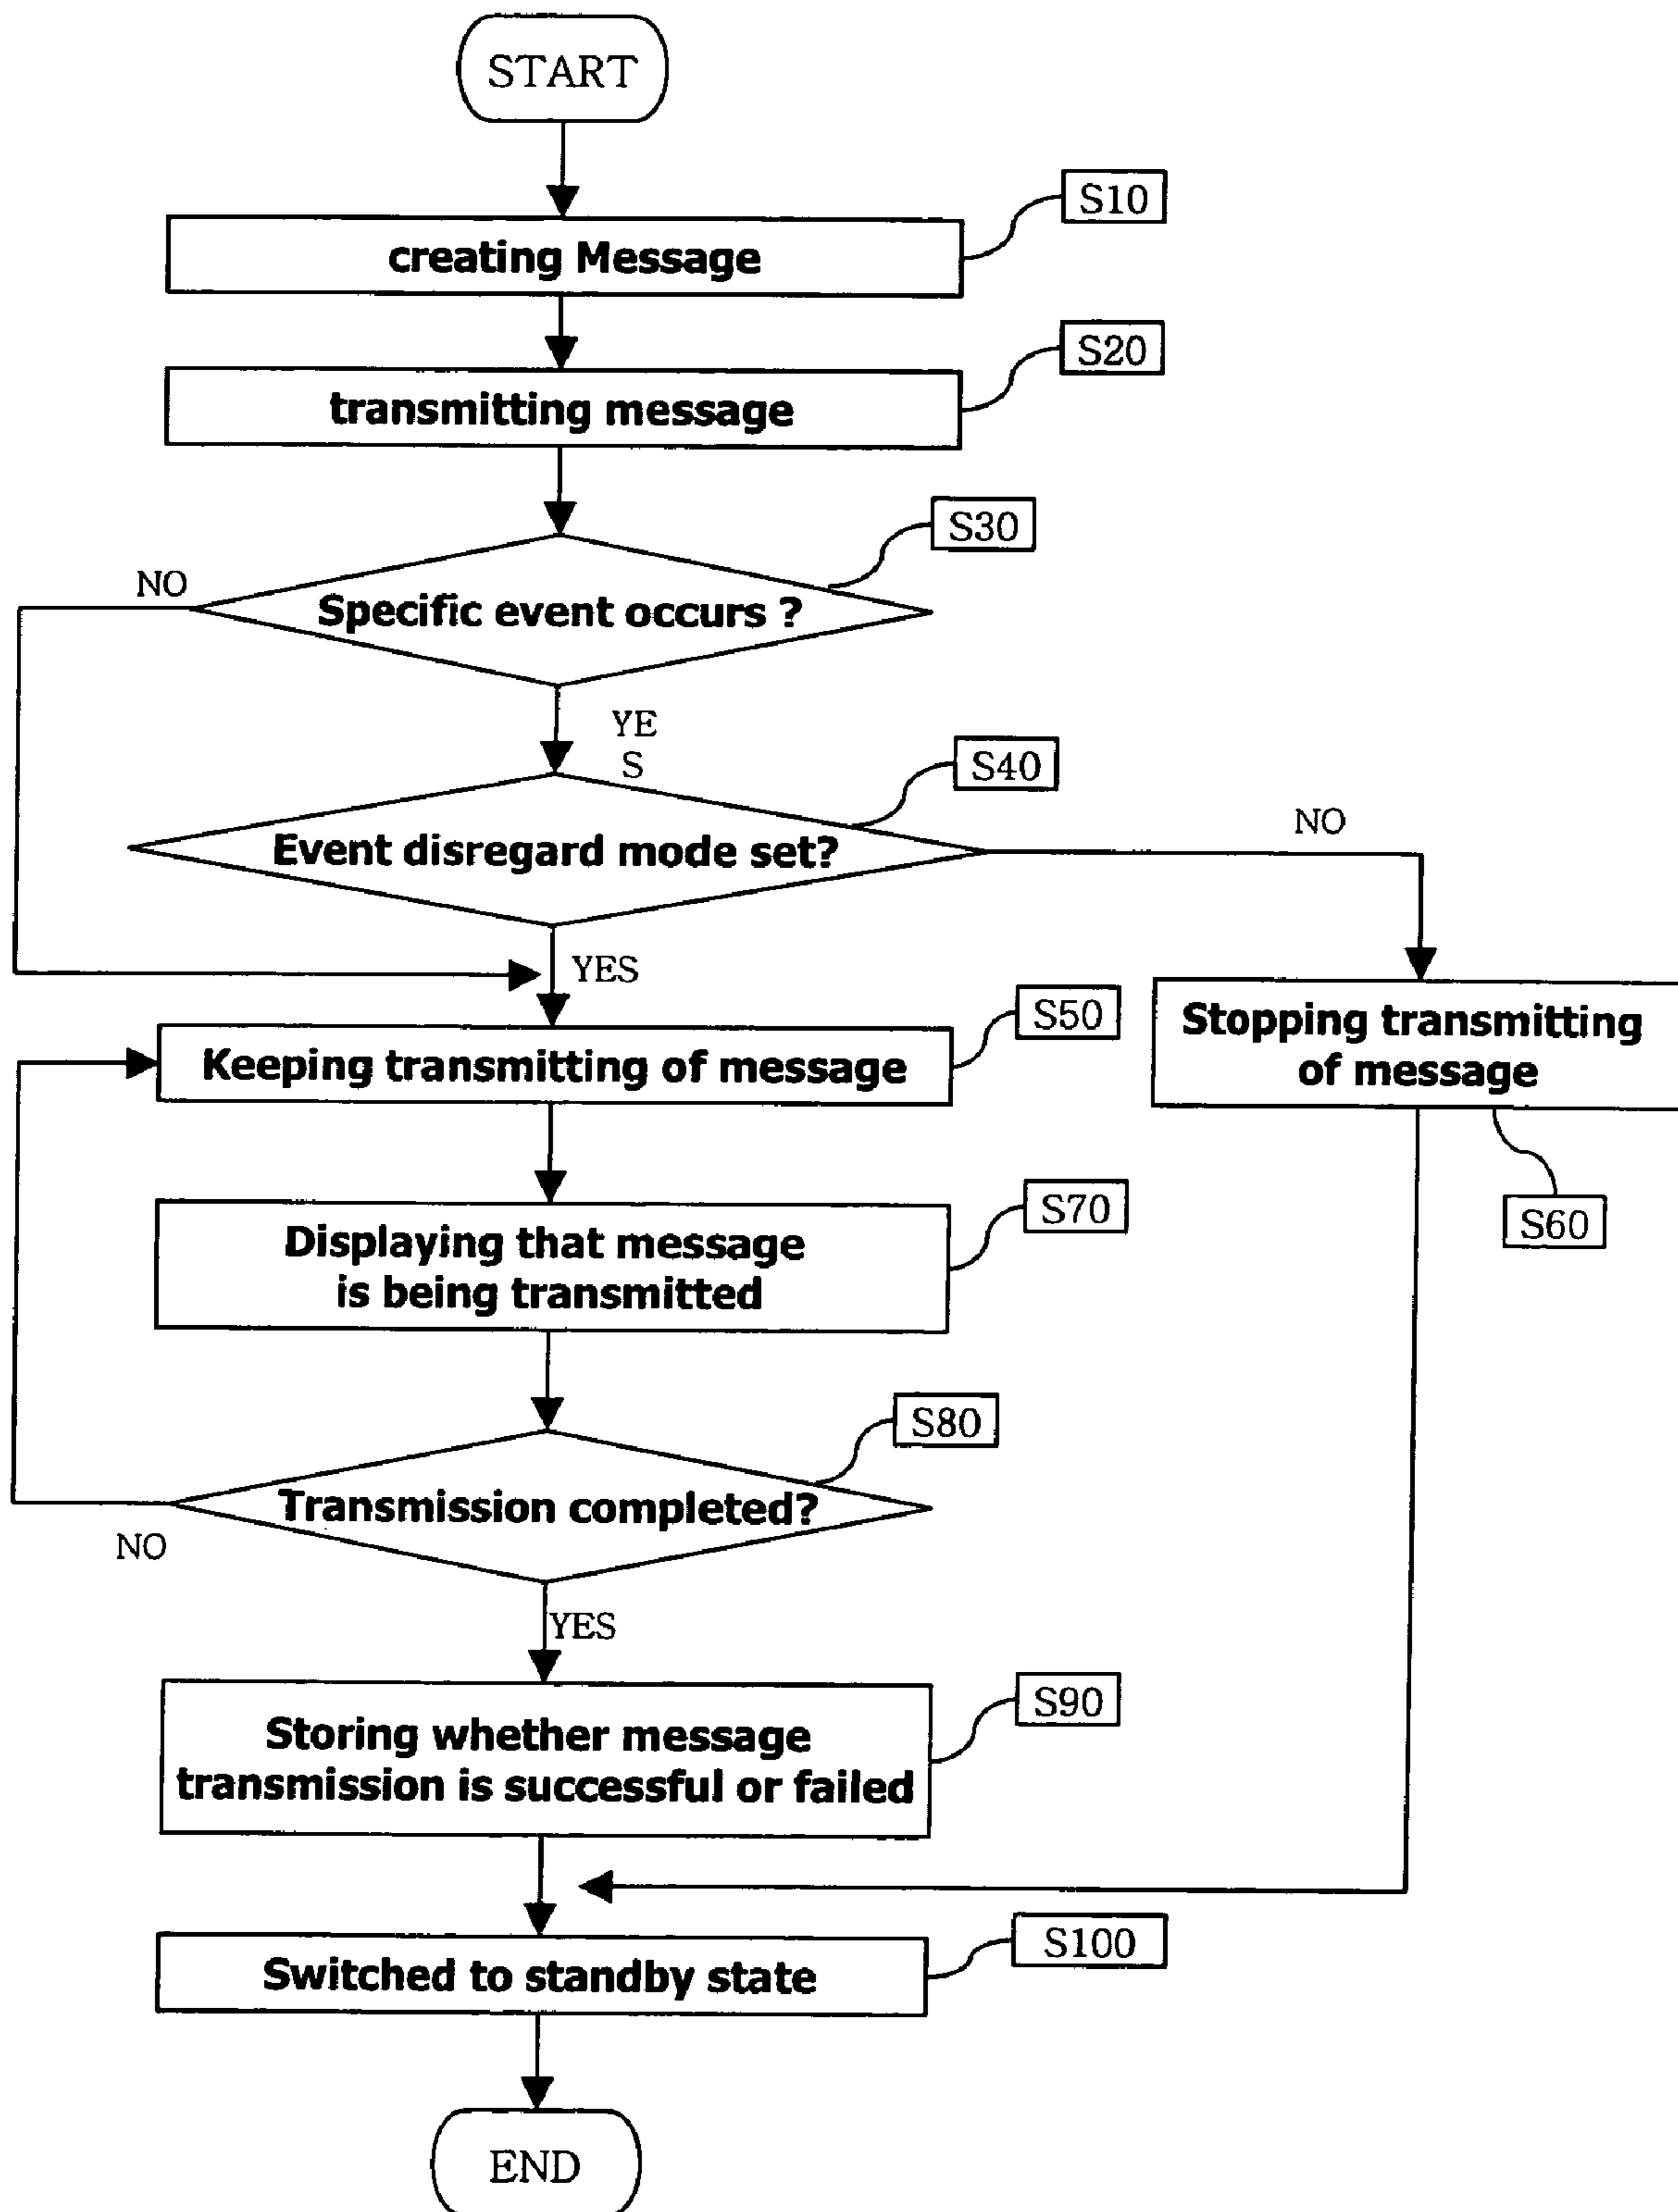 START
S10
creating Message
S20
transmitting message
S30
NO
Specific event occurs ?
YE
S
S40
NO
Event disregard mode set?
YES
S50
Keeping transmitting of message
Stopping transmitting
of message
S70
S60
Displaying that message
is being transmitted
S80
Transmission completed?
NO
YES
S90
Storing whether message
transmission is successful or failed
S100
Switched to standby state
END